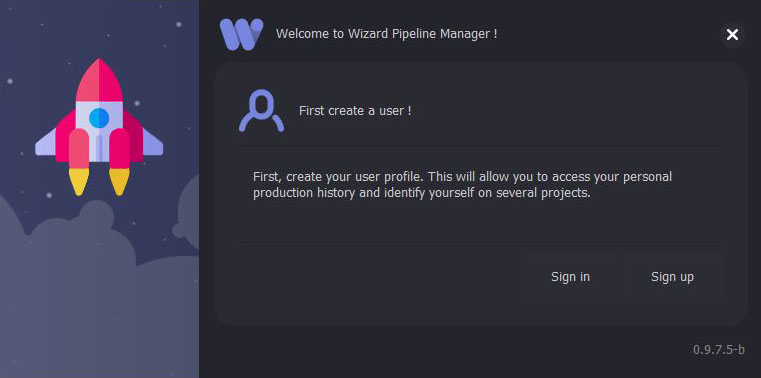 Welcome to Wizard Pipeline Manager !
First create a user !
First, create your user profile. This will allow you to access your personal
production history and identify yourself on several projects.
Sign in
Sign up
0.9.7.5-b